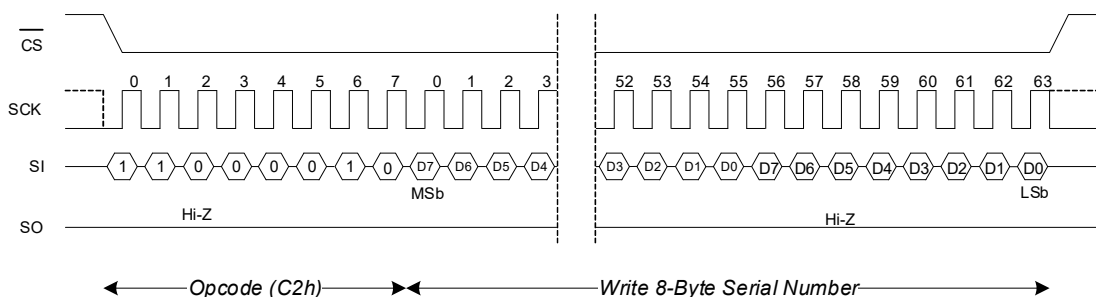 CS
0 1 2 3 4 5 6 7 0 1 2 3 52 53 54 55 56 57 58 59 60 61 62 63
SCK
SI 1 1 0 0 0 0 1 0 D7 D6 D5 D4 D3 D2 D1 D0 D7 D6 D5 D4 D3 D2 D1 D0
MSb LSb
Hi-Z Hi-Z
SO
Opcode (C2h) Write 8-Byte Serial Number